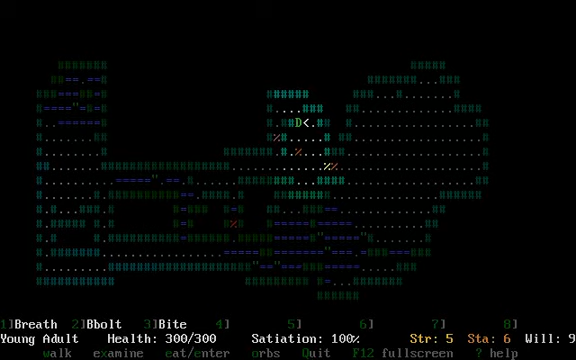 1]Breath 2]Bbolt 3]Bite 4] 5] 6] 7] 8]
Young Adult Health: 300/300 Satiation: 100% Str: 5 Sta: 6 Will: 9
walk examine eat/enter orbs Quit F12 fullscreen ? help